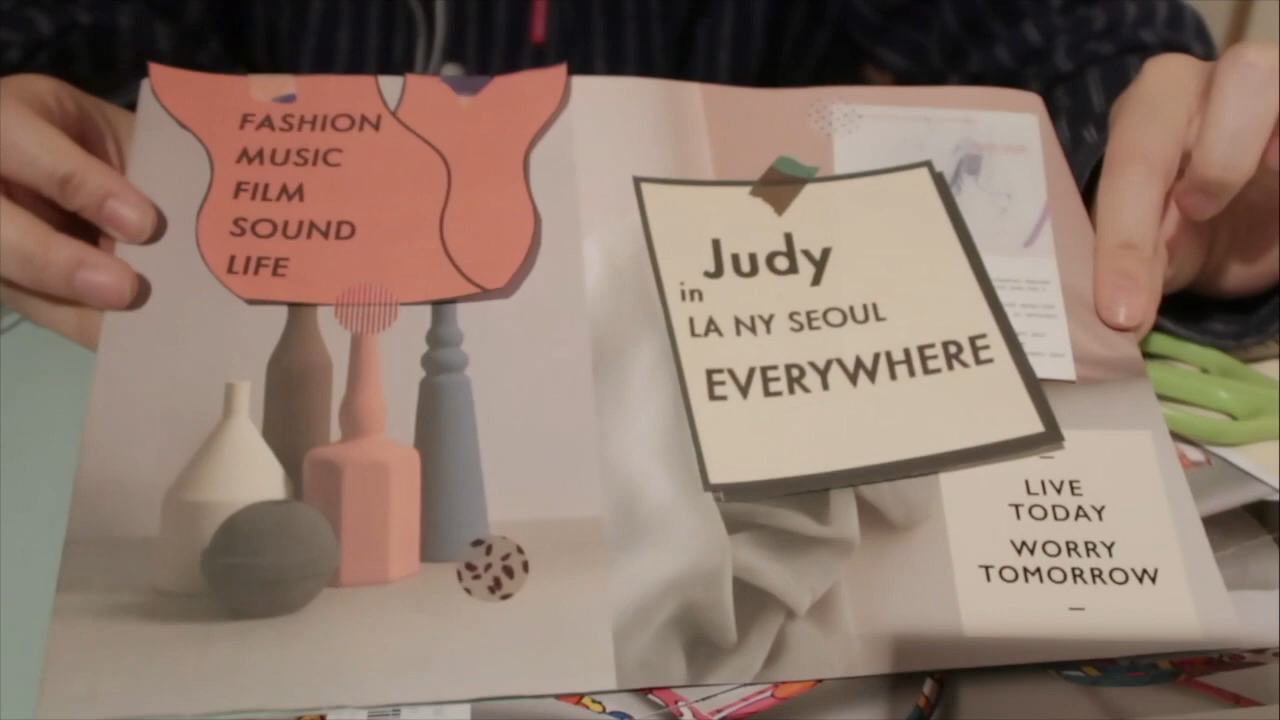 FASHION
MUSIC
FILM
SOUND
LIFE
Judy
in
LA NY SEOUL
EVERYWHERE
LIVE
TODAY
WORRY
TOMORROW